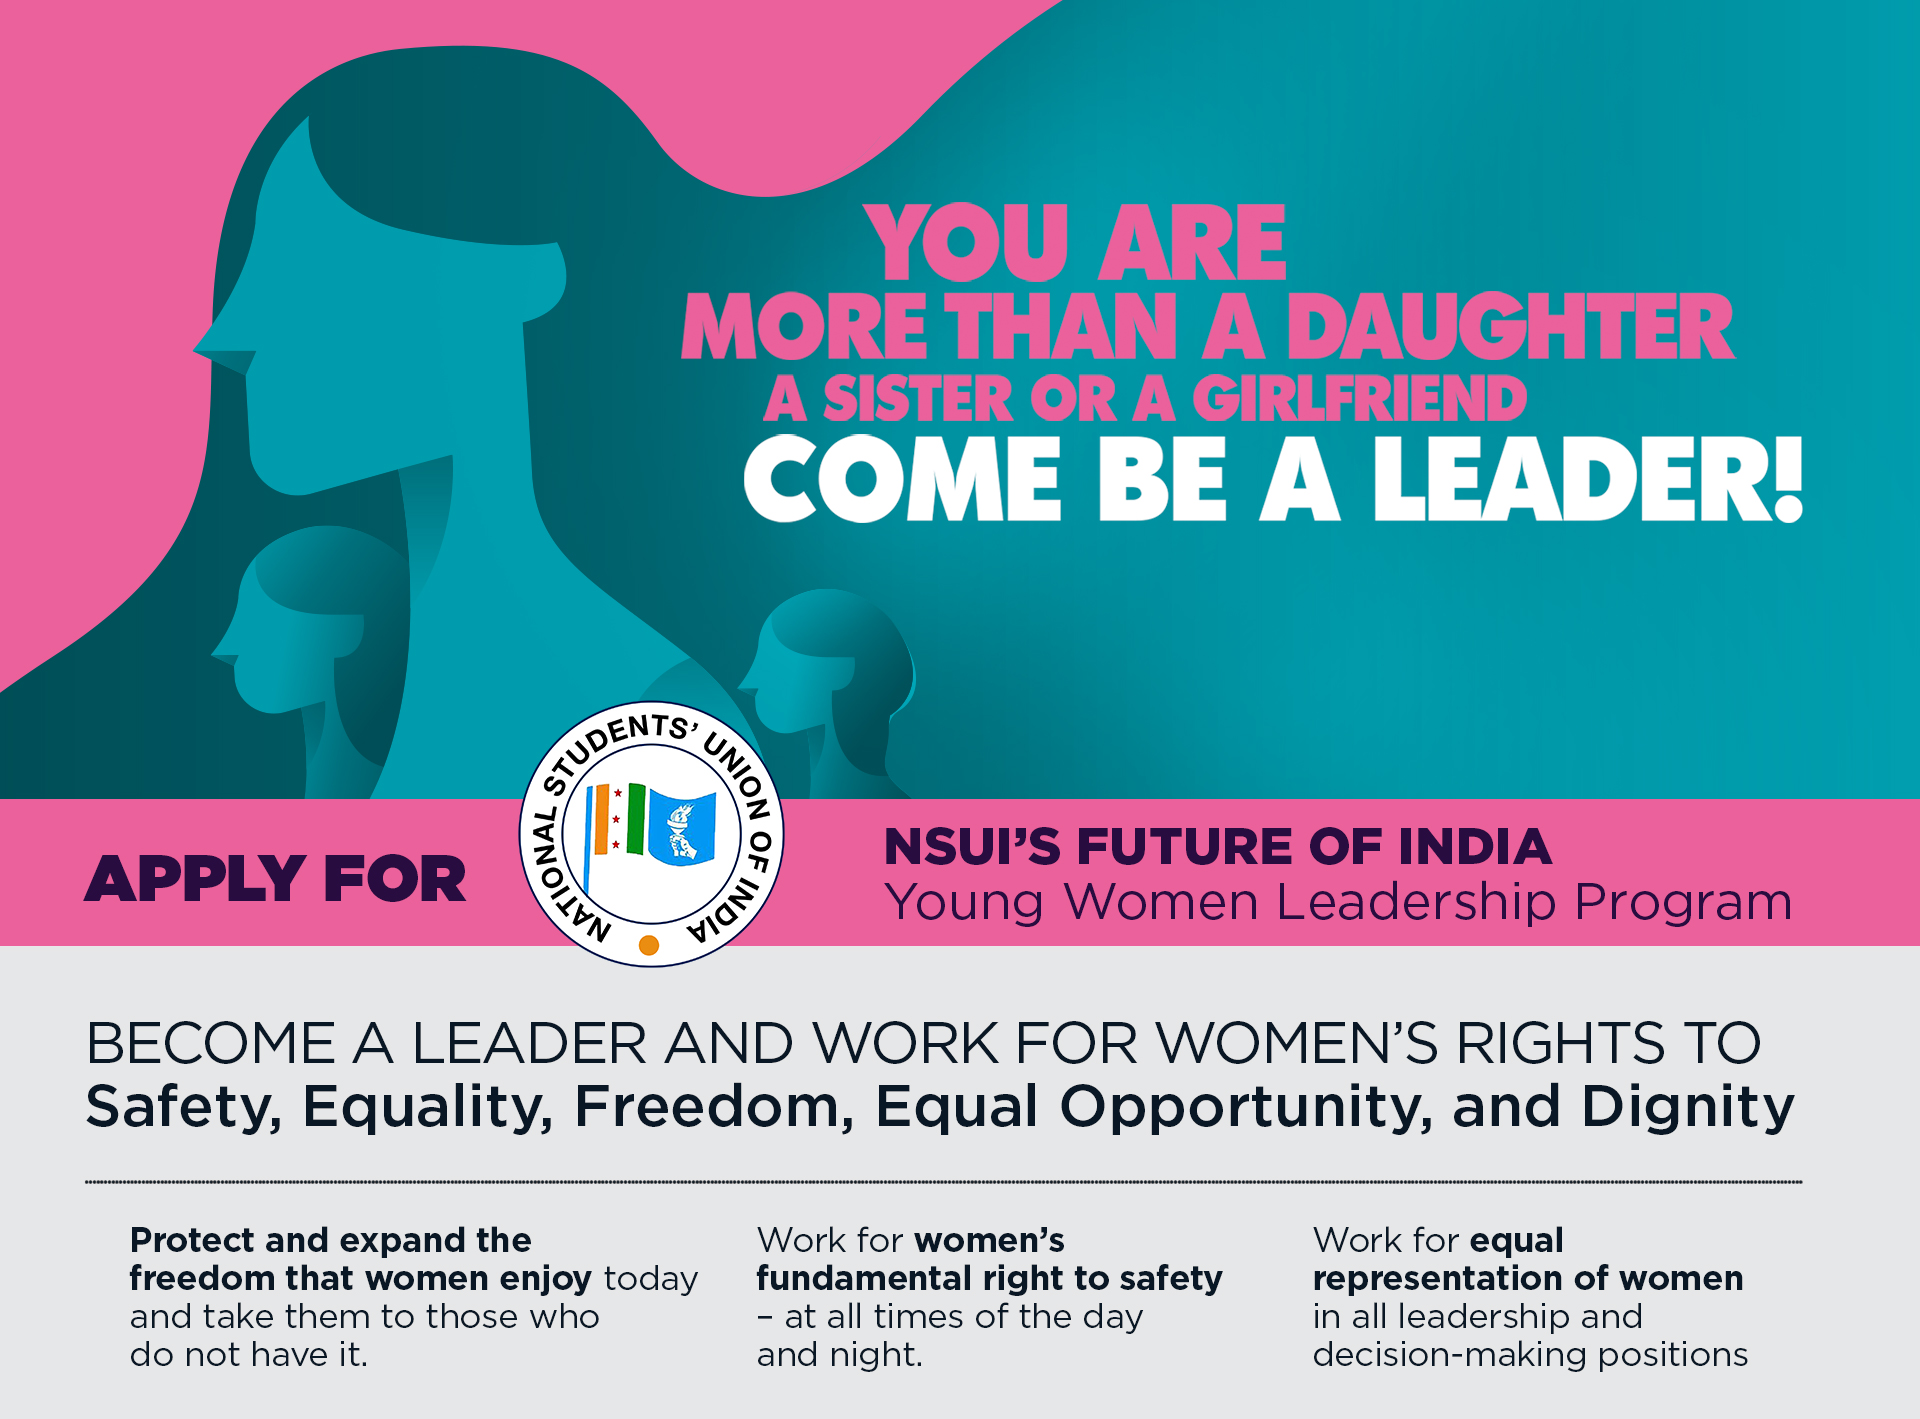 YOU ARE
MORE THAN A DAUGHTER
A SISTER OR A GIRLFRIEND
COME BE A LEADER!
APPLY FOR
NATIONAL STUDENTS' UNION OF INDIA
NSUI'S FUTURE OF INDIA
Young Women Leadership Program
BECOME A LEADER AND WORK FOR WOMEN'S RIGHTS TO
Safety, Equality, Freedom, Equal Opportunity, and Dignity
Protect and expand the
freedom that women enjoy today
and take them to those who
do not have it.
Work for women's
fundamental right to safety
– at all times of the day
and night.
Work for equal
representation of women
in all leadership and
decision-making positions